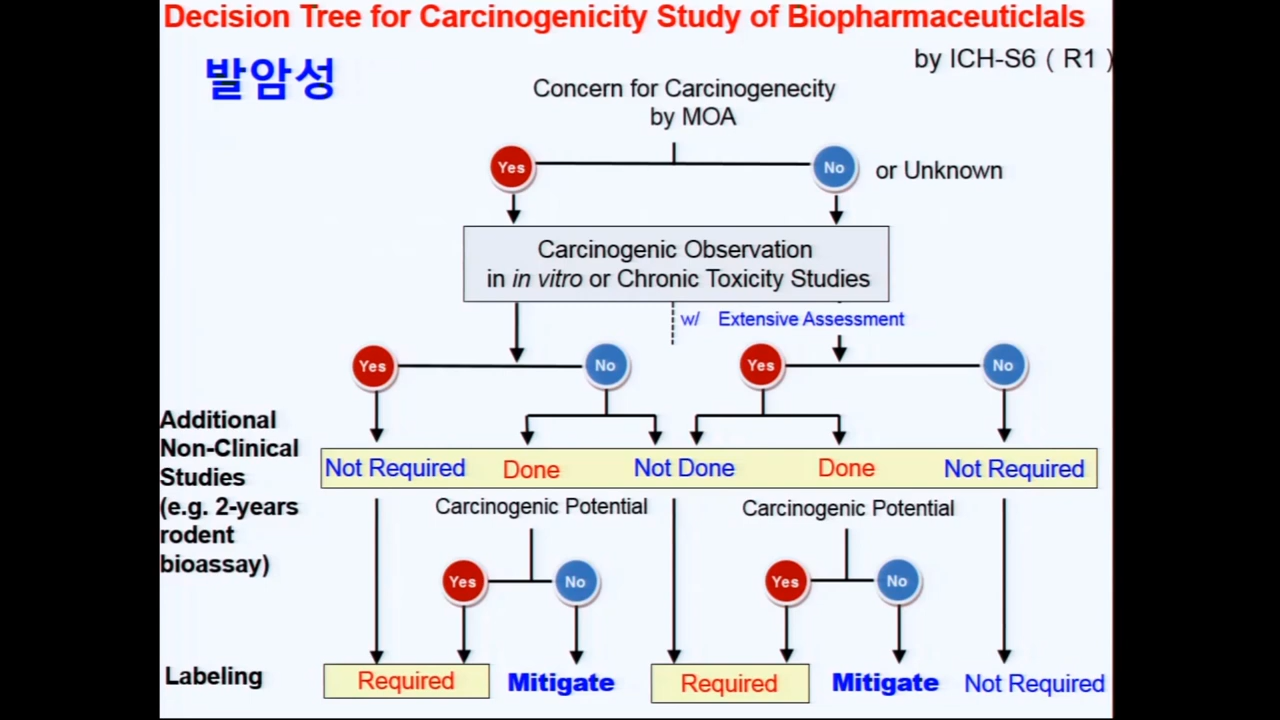 Decision Tree for Carcinogenicity Study of Biopharmaceuticlals
by ICH-S6 ( R1 )
발암성
Concern for Carcinogenecity
by MOA
Yes
No
or Unknown
Carcinogenic Observation
in in vitro or Chronic Toxicity Studies
w/ Extensive Assessment
Yes
No
Yes
No
Additional
Non-Clinical
Studies
(e.g. 2-years
rodent
bioassay)
Not Required
Done
Not Done
Done
Not Required
Carcinogenic Potential
Carcinogenic Potential
Yes
No
Yes
No
Labeling
Required
Mitigate
Required
Mitigate
Not Required